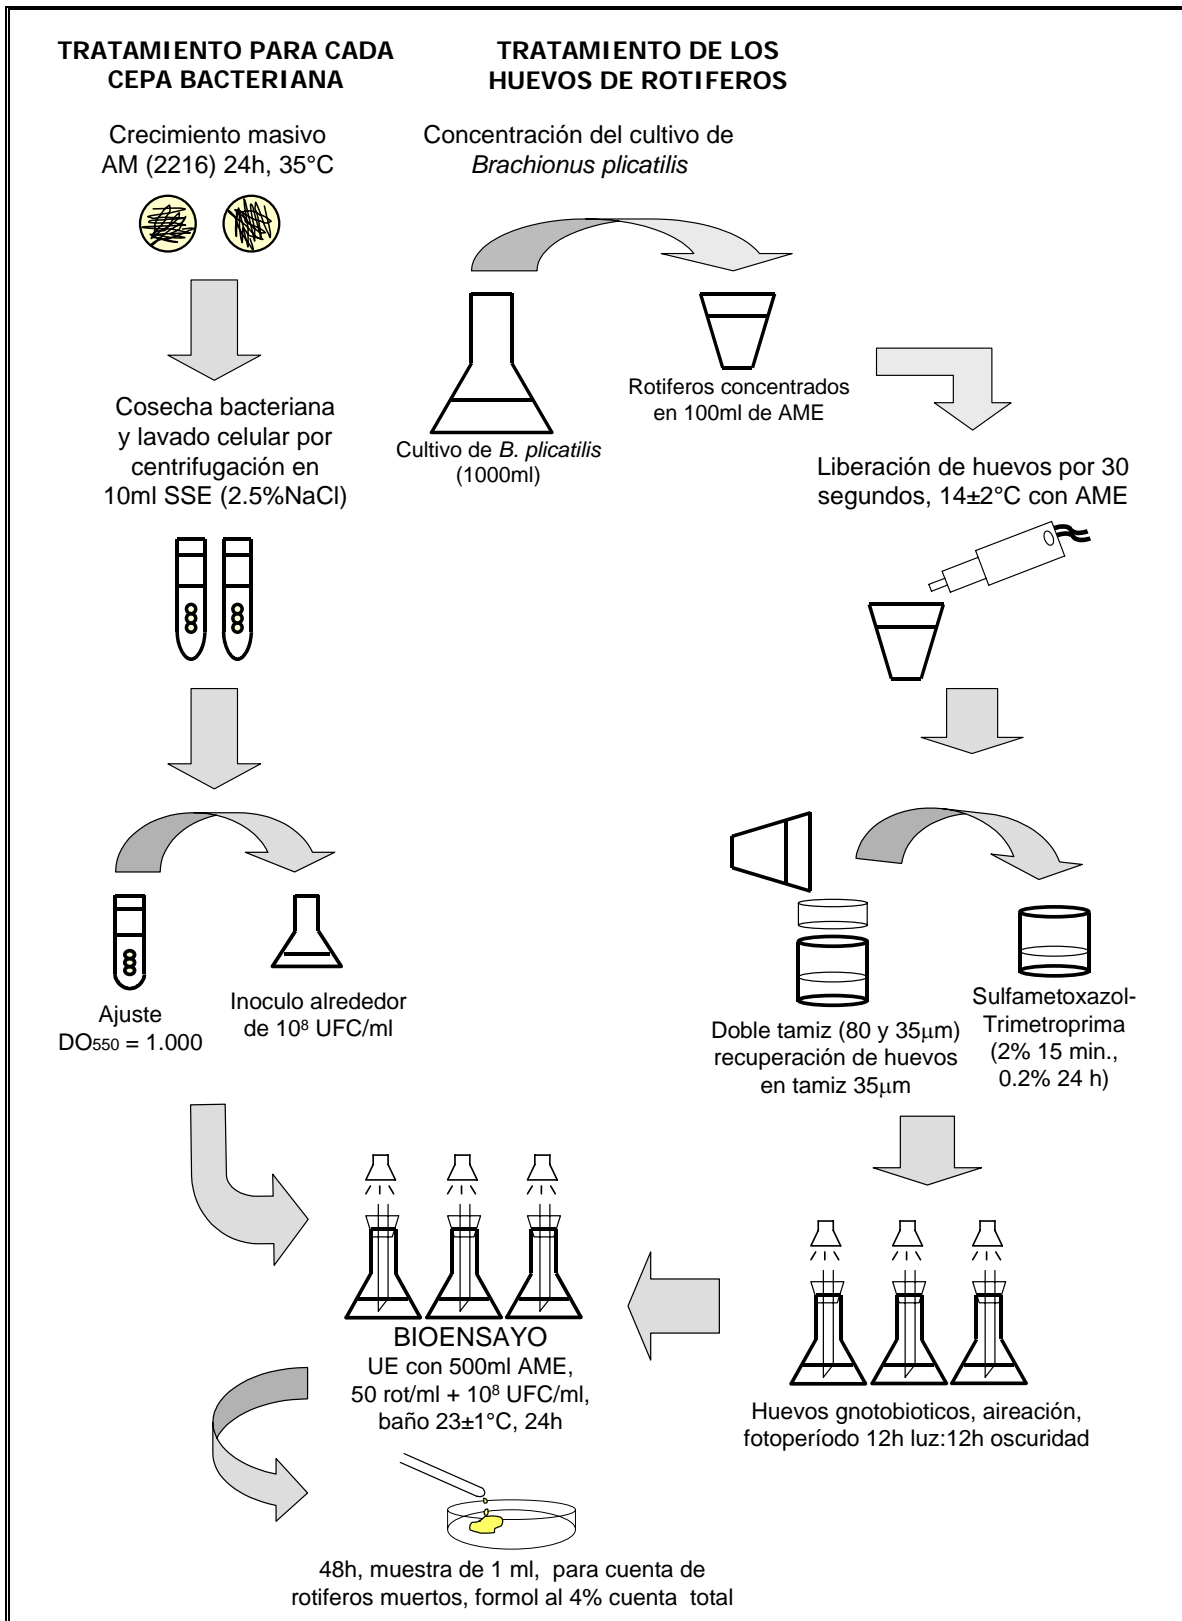 TRATAMIENTO PARA CADA
CEPA BACTERIANA
Crecimiento masivo
AM (2216) 24h, 35°C
Cosecha bacteriana
y lavado celular por
centrifugación en
10ml SSE (2.5%NaCl)
Ajuste
DO550 = 1.000
Inoculo alrededor
de 10⁸ UFC/ml
TRATAMIENTO DE LOS
HUEVOS DE ROTIFEROS
Concentración del cultivo de
Brachionus plicatilis
Cultivo de B. plicatilis
(1000ml)
Rotiferos concentrados
en 100ml de AME
Liberación de huevos por 30
segundos, 14±2°C con AME
Doble tamiz (80 y 35μm)
recuperación de huevos
en tamiz 35μm
Sulfametoxazol-
Trimetroprima
(2% 15 min.,
0.2% 24 h)
Huevos gnotobioticos, aireación,
fotoperíodo 12h luz:12h oscuridad
BIOENSAYO
UE con 500ml AME,
50 rot/ml + 10⁸ UFC/ml,
baño 23±1°C, 24h
48h, muestra de 1 ml, para cuenta de
rotiferos muertos, formol al 4% cuenta total